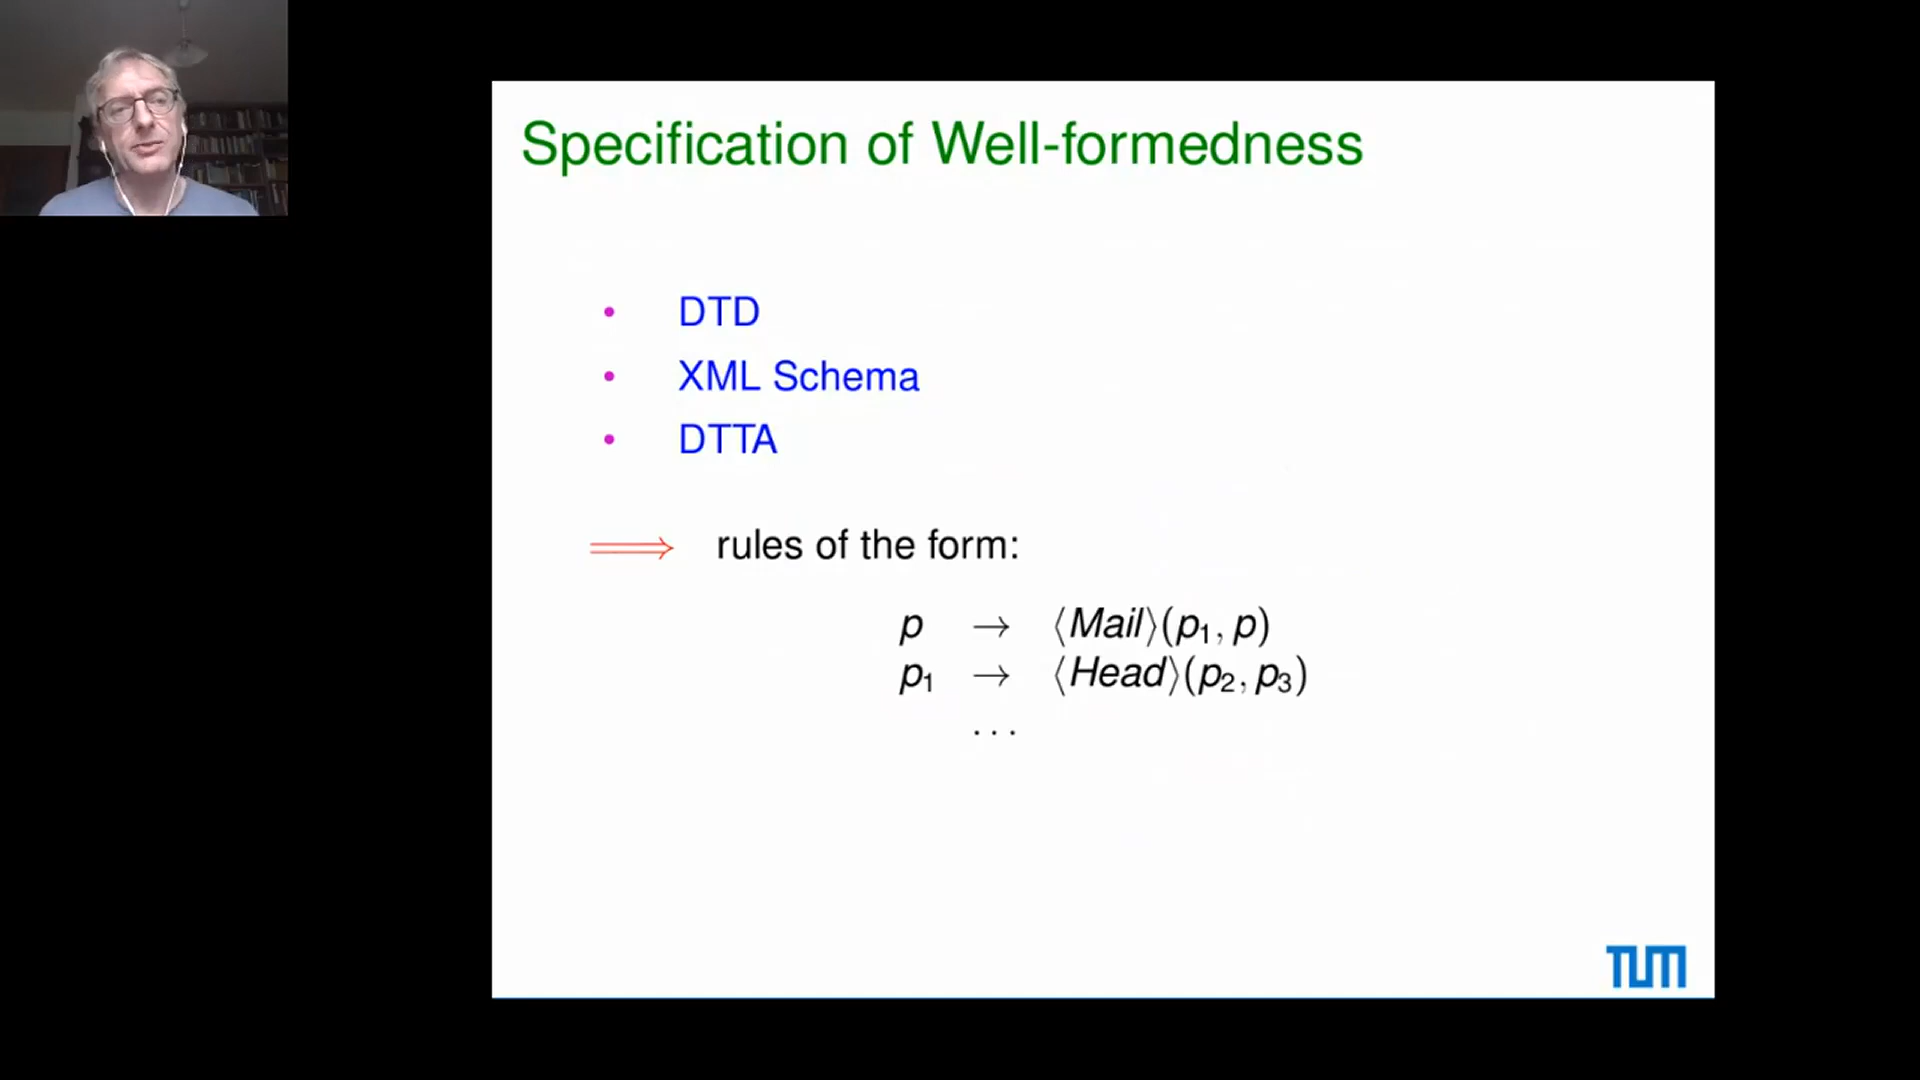 Specification of Well-formedness
• DTD
• XML Schema
• DTTA
⟹ rules of the form:
p → ⟨Mail⟩(p₁, p)
p₁ → ⟨Head⟩(p₂, p₃)
...
TUM